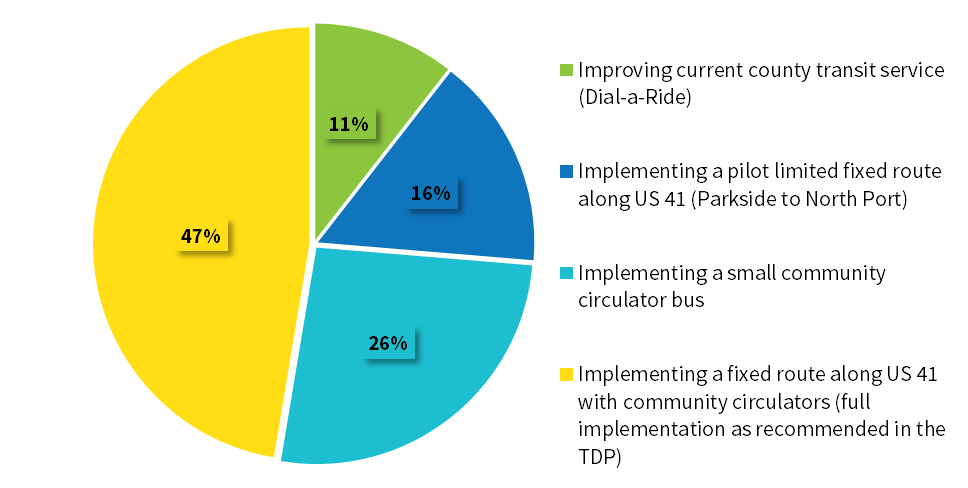 11%
16%
47%
26%
Improving current county transit service
(Dial-a-Ride)
Implementing a pilot limited fixed route
along US 41 (Parkside to North Port)
Implementing a small community
circulator bus
Implementing a fixed route along US 41
with community circulators (full
implementation as recommended in the
TDP)